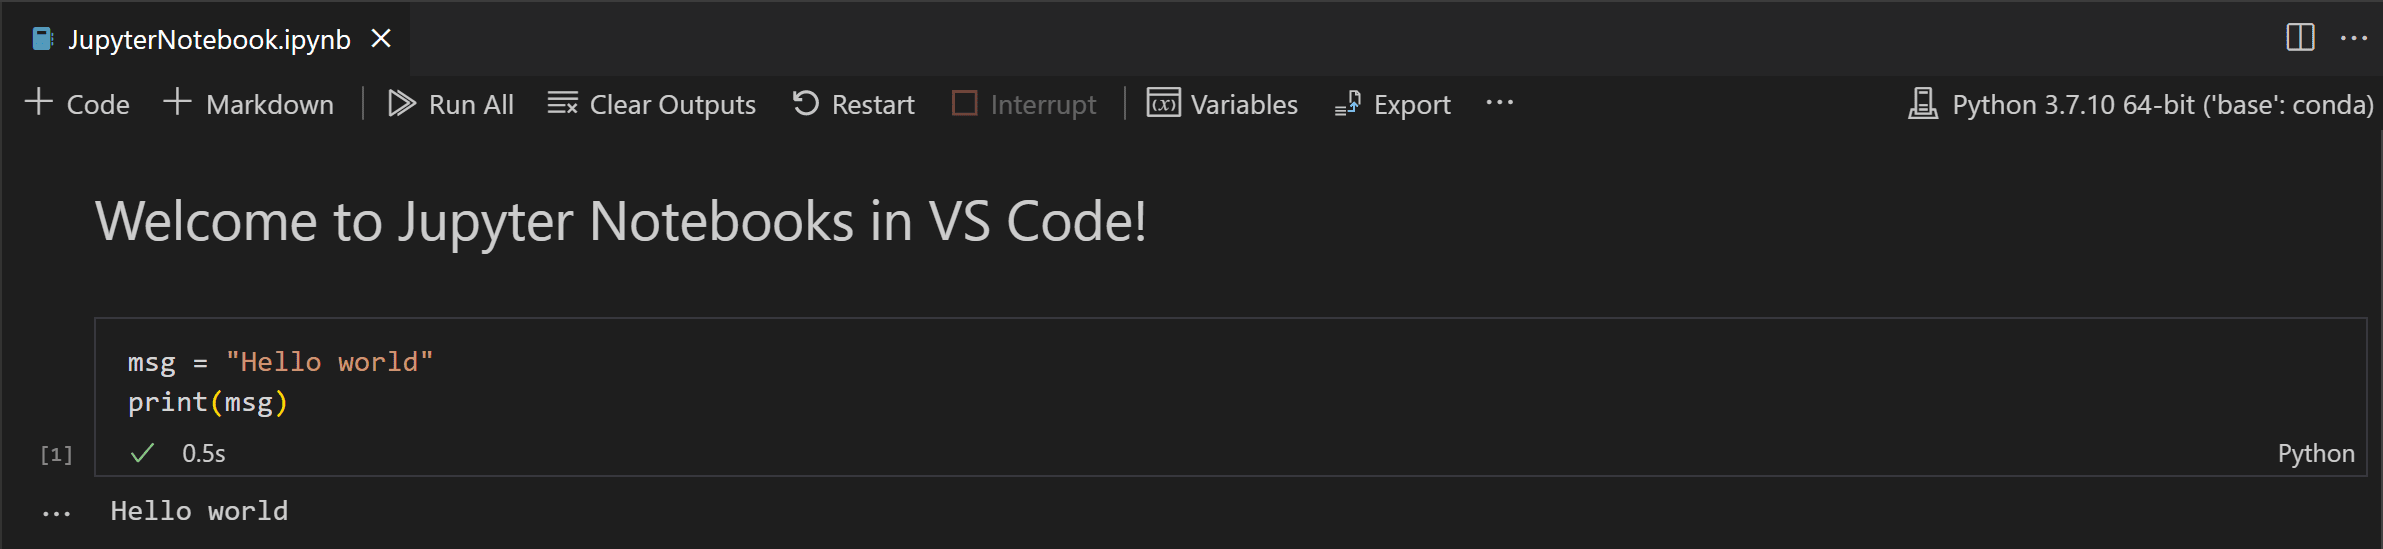 JupyterNotebook.ipynb
Code Markdown Run All Clear Outputs Restart Interrupt Variables Export Python 3.7.10 64-bit ('base': conda)
Welcome to Jupyter Notebooks in VS Code!
msg = "Hello world"
print(msg)
[1] 0.5s Python
Hello world